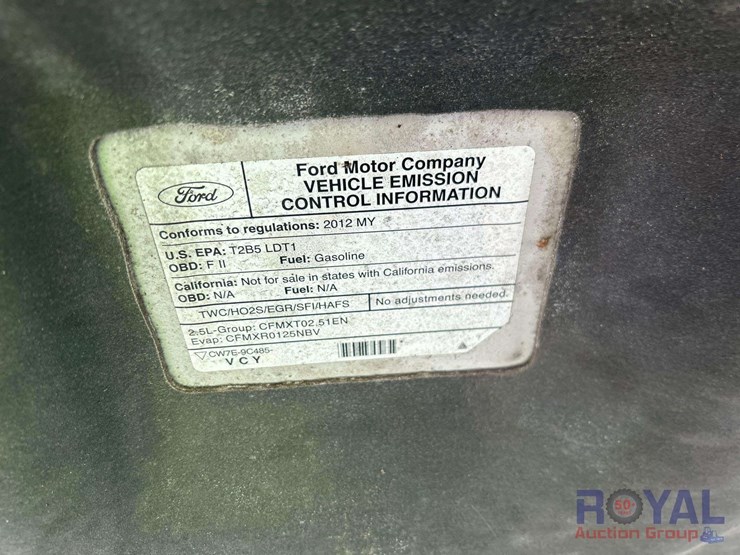 Ford
Ford Motor Company
VEHICLE EMISSION
CONTROL INFORMATION
Conforms to regulations: 2012 MY
U.S. EPA: T2B5 LDT1
OBD: F II Fuel: Gasoline
California: Not for sale in states with California emissions.
OBD: N/A Fuel: N/A
TWC/HO2S/EGR/SFI/HAFS
No adjustments needed.
2.5L-Group: CFMXT02.51EN
Evap: CFMXR0125NBV
CW7E-9C485-
V C Y
ROYAL
50
Auction Group